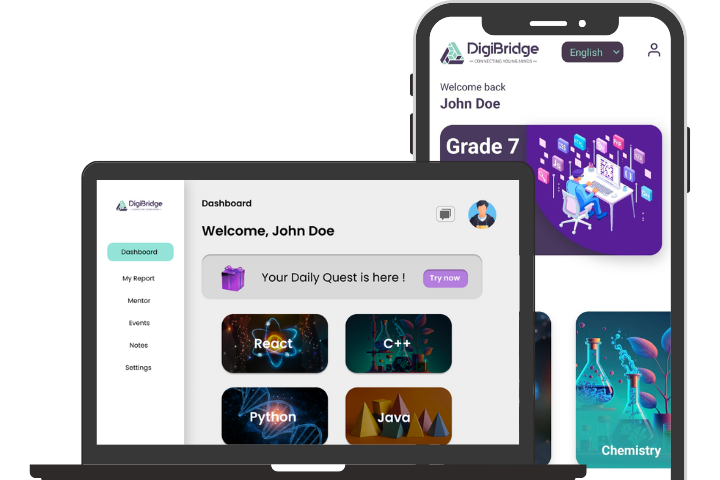 DigiBridge
CONNECTING YOUNG MINDS
English
Welcome back
John Doe
Grade 7
Chemistry
DigiBridge
Dashboard
My Report
Mentor
Events
Notes
Settings
Dashboard
Welcome, John Doe
Your Daily Quest is here !
Try now
React
C++
Python
Java